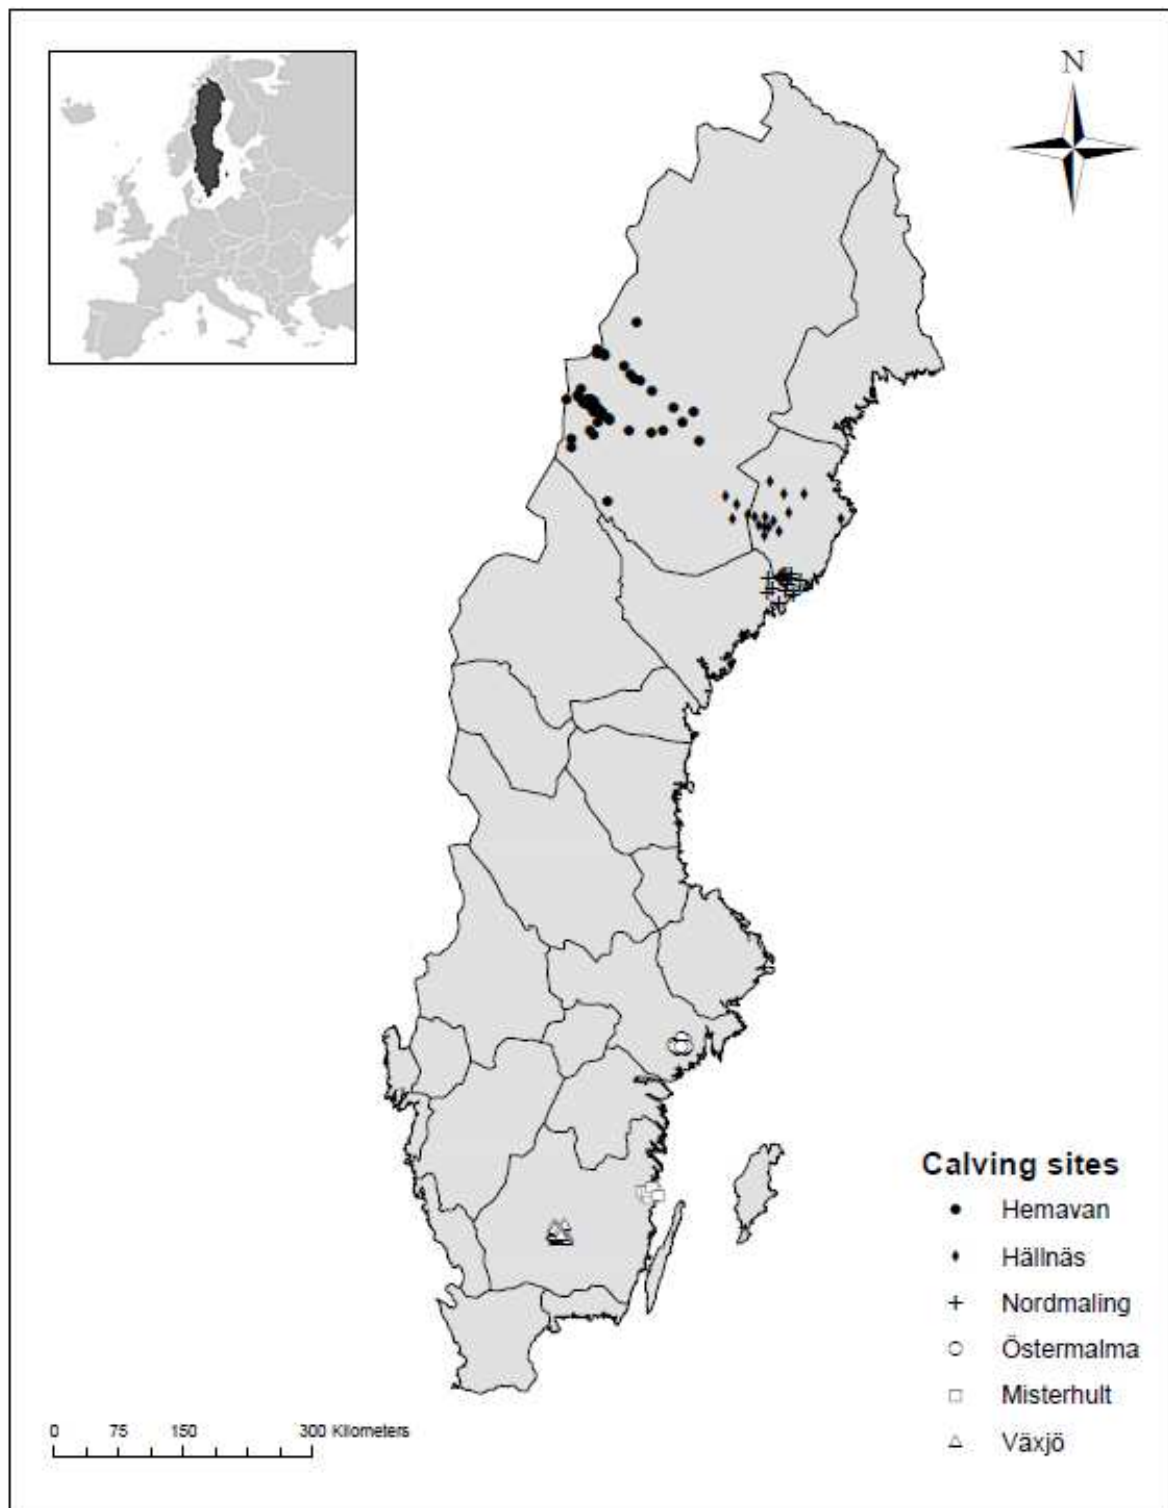 N
Calving sites
Hemavan
Hällnäs
Nordmaling
Östermalma
Misterhult
Växjö
0 75 150 300 Kilometers